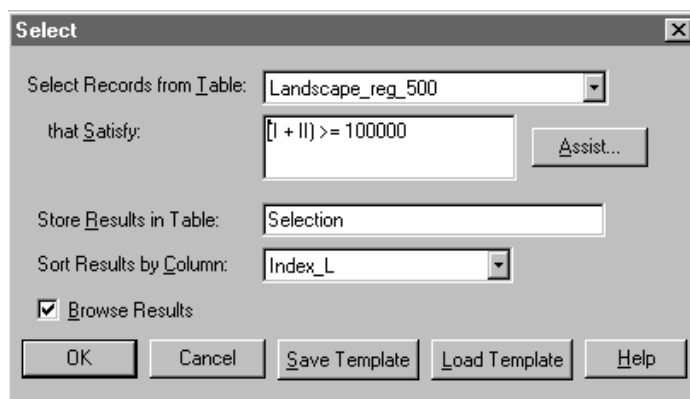 Select
Select Records from Table: Landscape_reg_500
that Satisfy: (I + II) >= 100000
Assist...
Store Results in Table: Selection
Sort Results by Column: Index_L
Browse Results
OK Cancel Save Template Load Template Help